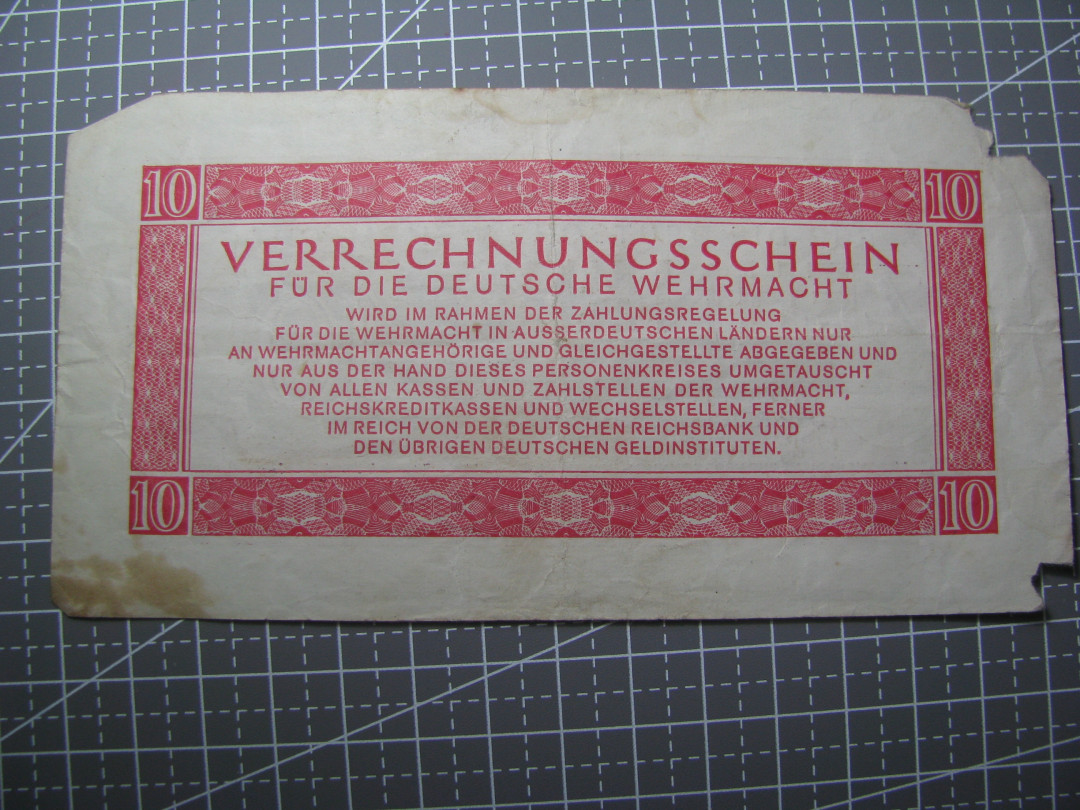 10 10
VERRECHNUNGSSCHEIN
FÜR DIE DEUTSCHE WEHRMACHT
WIRD IM RAHMEN DER ZAHLUNGSREGELUNG
FÜR DIE WEHRMACHT IN AUSSERDEUTSCHEN LÄNDERN NUR
AN WEHRMACHTANGEHÖRIGE UND GLEICHGESTELLTE ABGEGEBEN UND
NUR AUS DER HAND DIESES PERSONENKREISES UMGETAUSCHT
VON ALLEN KASSEN UND ZAHLSTELLEN DER WEHRMACHT,
REICHSKREDITKASSEN UND WECHSELSTELLEN, FERNER
IM REICH VON DER DEUTSCHEN REICHSBANK UND
DEN ÜBRIGEN DEUTSCHEN GELDINSTITUTEN.
10 10